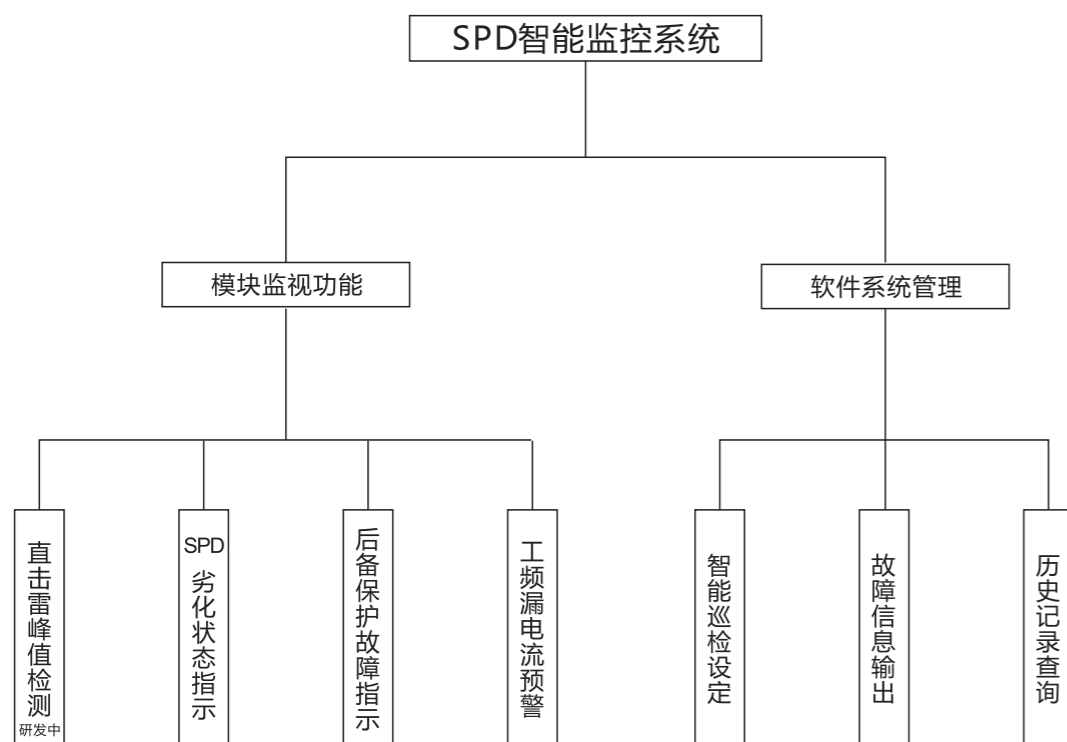 SPD智能监控系统
模块监视功能
软件系统管理
直击雷峰值检测
研发中
SPD
劣化状态指示
后备保护故障指示
工频漏电流预警
智能巡检设定
故障信息输出
历史记录查询